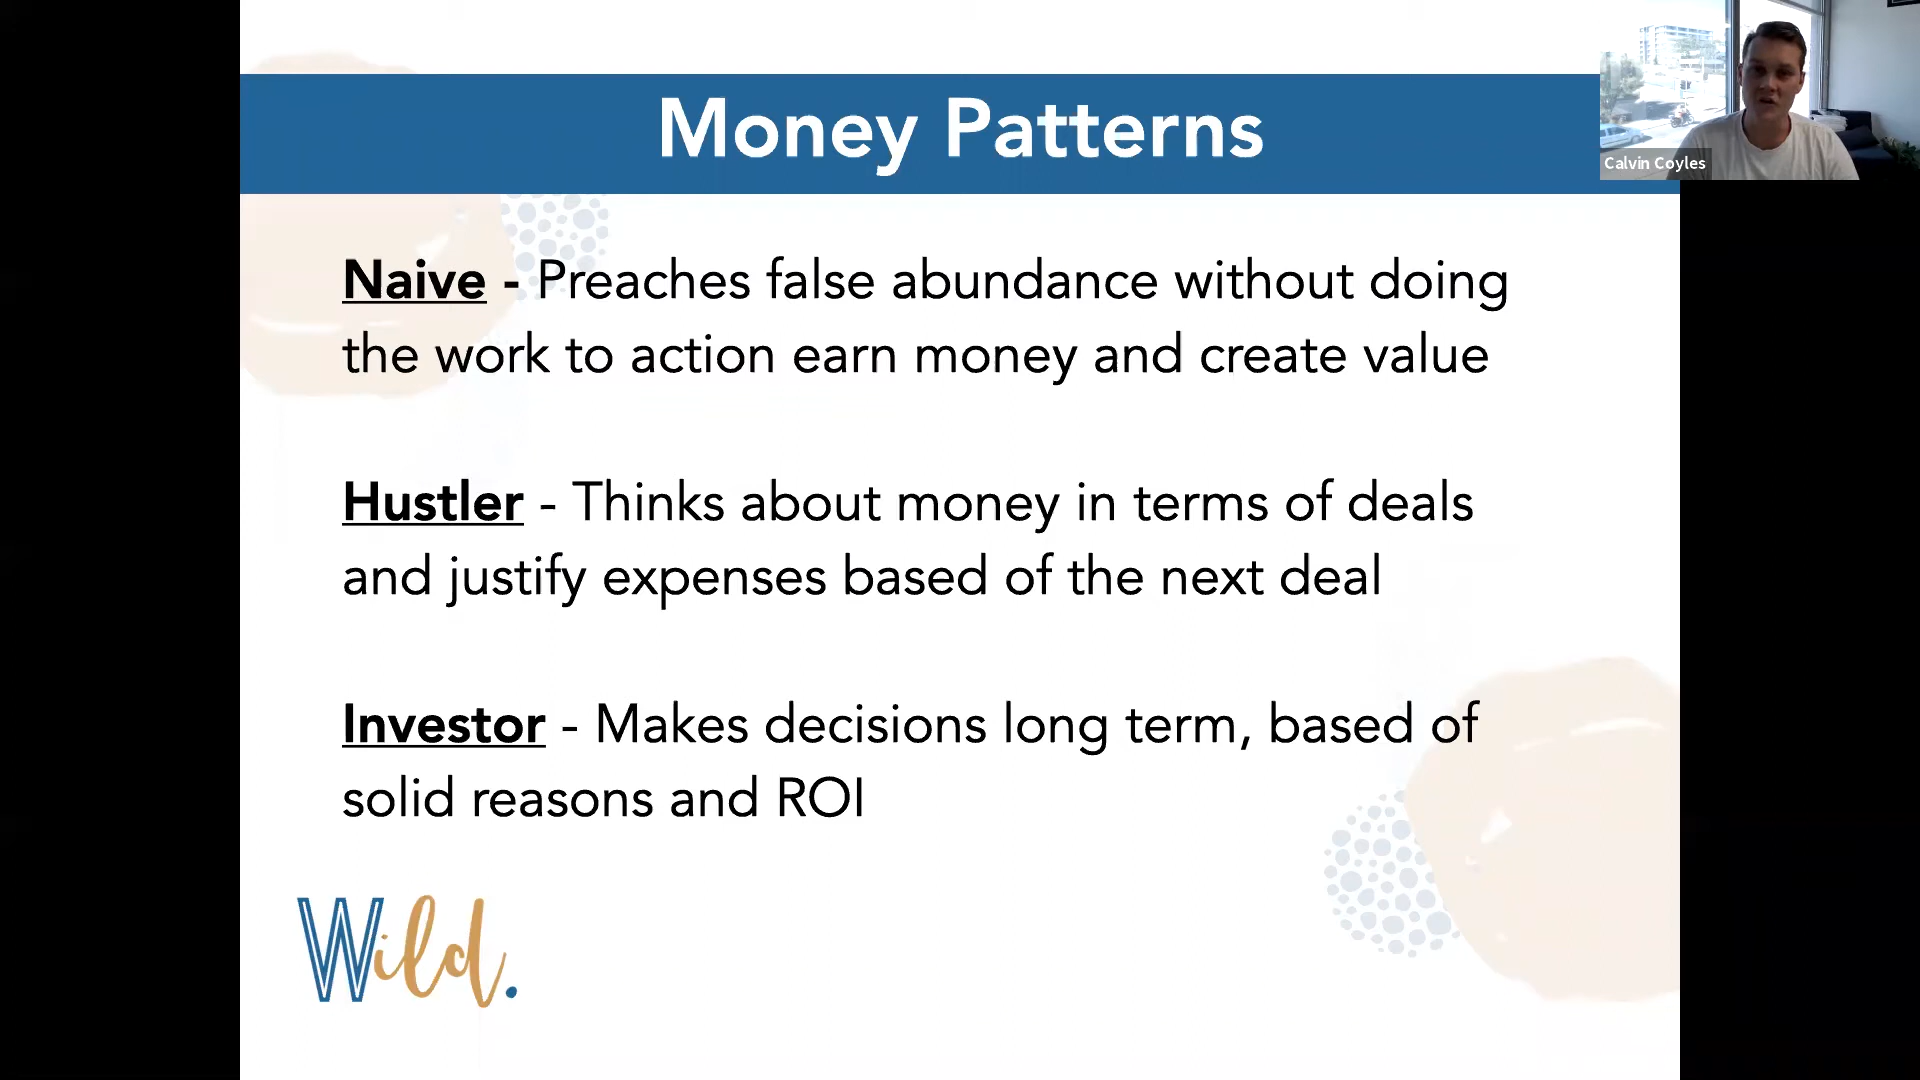 Money Patterns
Calvin Coyles
Naive - Preaches false abundance without doing
the work to action earn money and create value
Hustler - Thinks about money in terms of deals
and justify expenses based of the next deal
Investor - Makes decisions long term, based of
solid reasons and ROI
Wild.